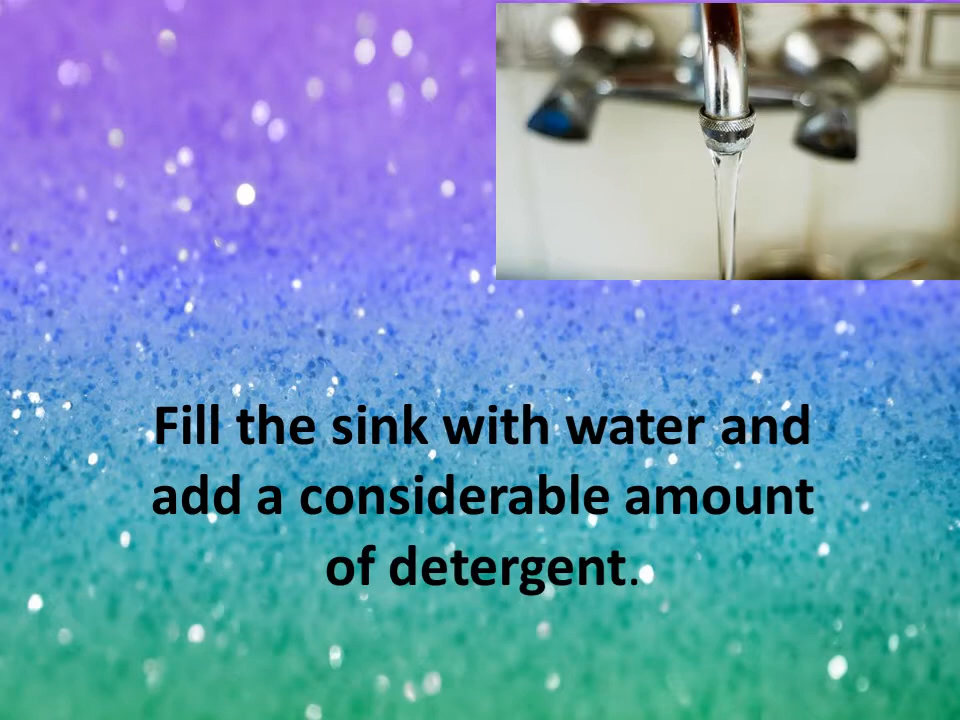 Fill the sink with water and
add a considerable amount
of detergent.